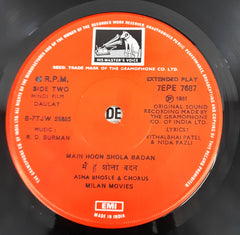 HIS MASTER'S VOICE
REGD. TRADE MARK OF THE GRAMOPHONE CO. LTD.
45 R.P.M.
SIDE TWO
HINDI FILM
DAULAT
EXTENDED PLAY
7EPE 7687
℗ 1981
ORIGINAL SOUND
RECORDING MADE BY
THE GRAMOPHONE
CO. OF INDIA LTD.
MUSIC :
R. D. BURMAN
LYRICS:
VITHALBHAI PATEL
& NIDA FAZLI
DE
MAIN HOON SHOLA BADAN
मैं हूँ शोला बदन
ASHA BHOSLE & CHORUS
MILAN MOVIES
EMI
MADE IN INDIA